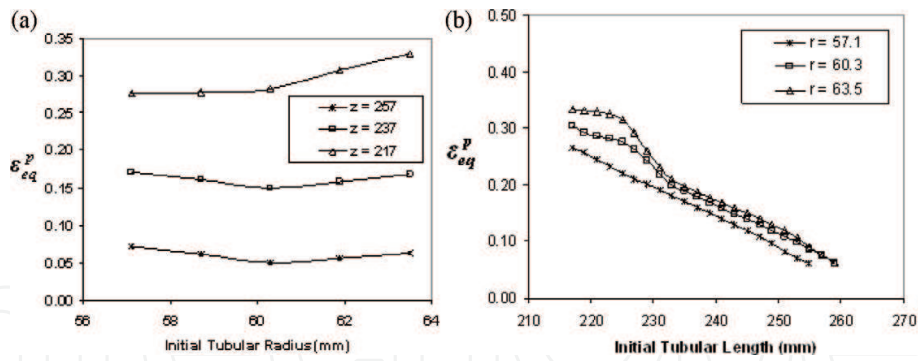 (a)
0.35
0.30
0.25
0.20
0.15
0.10
0.05
0.00
ε^p_eq
z = 257
z = 237
z = 217
56 58 60 62 64
Initial Tubular Radius (mm)
(b)
0.50
0.40
0.30
0.20
0.10
0.00
ε^p_eq
r = 57.1
r = 60.3
r = 63.5
210 220 230 240 250 260 270
Initial Tubular Length (mm)